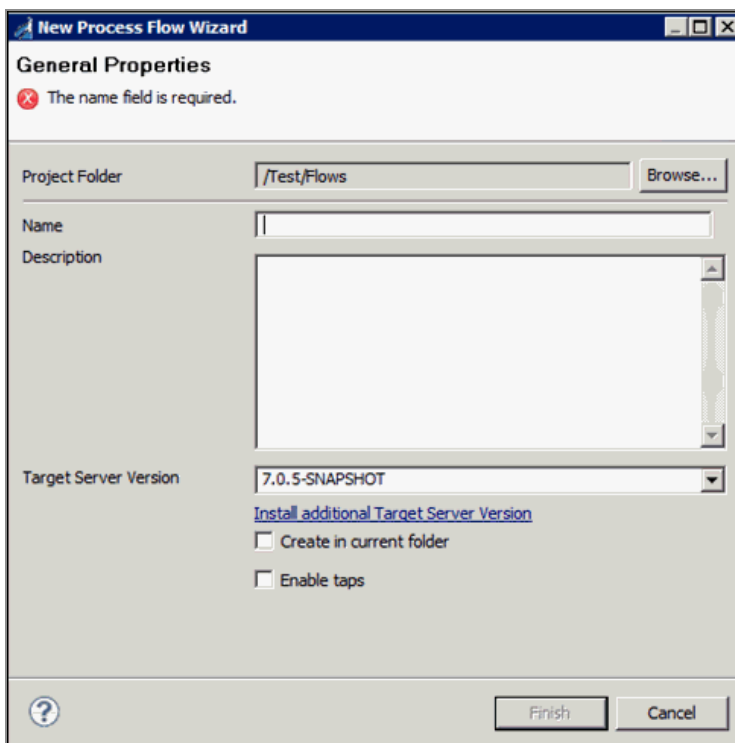 New Process Flow Wizard
General Properties
The name field is required.
Project Folder /Test/Flows Browse...
Name
Description
Target Server Version 7.0.5-SNAPSHOT
Install additional Target Server Version
Create in current folder
Enable taps
? Finish Cancel